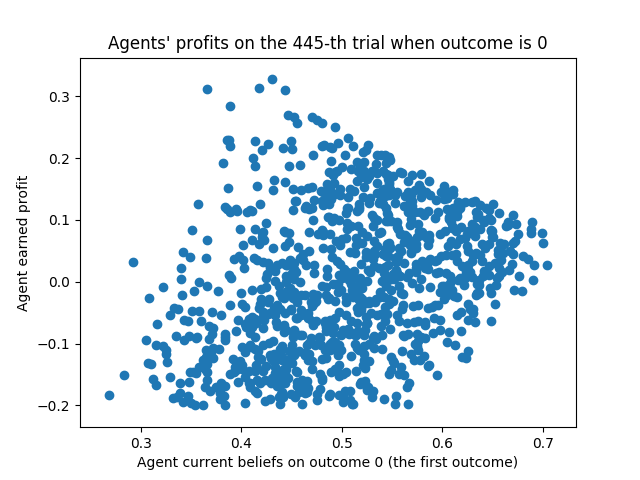 Agents' profits on the 445-th trial when outcome is 0
Agent earned profit
0.3
0.2
0.1
0.0
−0.1
−0.2
0.3 0.4 0.5 0.6 0.7
Agent current beliefs on outcome 0 (the first outcome)